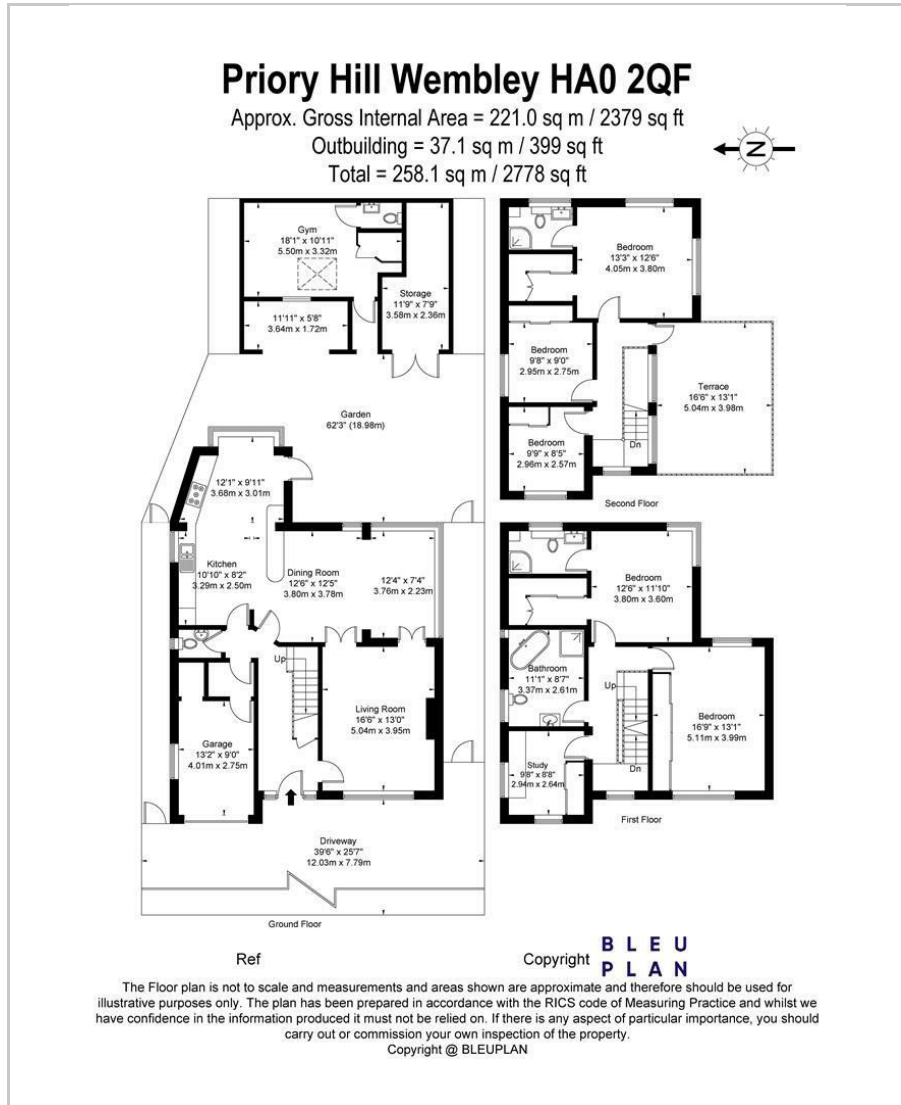 Priory Hill Wembley HA0 2QF
Approx. Gross Internal Area = 221.0 sq m / 2379 sq ft
Outbuilding = 37.1 sq m / 399 sq ft
Total = 258.1 sq m / 2778 sq ft
N
Gym
18'1" x 10'11"
5.50m x 3.32m
Storage
11'9" x 7'9"
3.58m x 2.36m
11'11" x 5'8"
3.64m x 1.72m
Garden
62'3" (18.98m)
12'1" x 9'11"
3.68m x 3.01m
Kitchen
10'10" x 8'2"
3.29m x 2.50m
Dining Room
12'6" x 12'5"
3.80m x 3.78m
12'4" x 7'4"
3.76m x 2.23m
Up
Living Room
16'6" x 13'0"
5.04m x 3.95m
Garage
13'2" x 9'0"
4.01m x 2.75m
Driveway
39'6" x 25'7"
12.03m x 7.79m
Ground Floor
Bedroom
13'3" x 12'6"
4.05m x 3.80m
Bedroom
9'8" x 9'0"
2.95m x 2.75m
Terrace
16'6" x 13'1"
5.04m x 3.98m
Bedroom
9'9" x 8'5"
2.96m x 2.57m
Dn
Second Floor
Bedroom
12'6" x 11'10"
3.80m x 3.60m
Bathroom
11'1" x 8'7"
3.37m x 2.61m
Up
Bedroom
16'9" x 13'1"
5.11m x 3.99m
Study
9'8" x 8'8"
2.94m x 2.64m
Dn
First Floor
Ref
Copyright
BLEU
PLAN
The Floor plan is not to scale and measurements and areas shown are approximate and therefore should be used for
illustrative purposes only. The plan has been prepared in accordance with the RICS code of Measuring Practice and whilst we
have confidence in the information produced it must not be relied on. If there is any aspect of particular importance, you should
carry out or commission your own inspection of the property.
Copyright @ BLEUPLAN